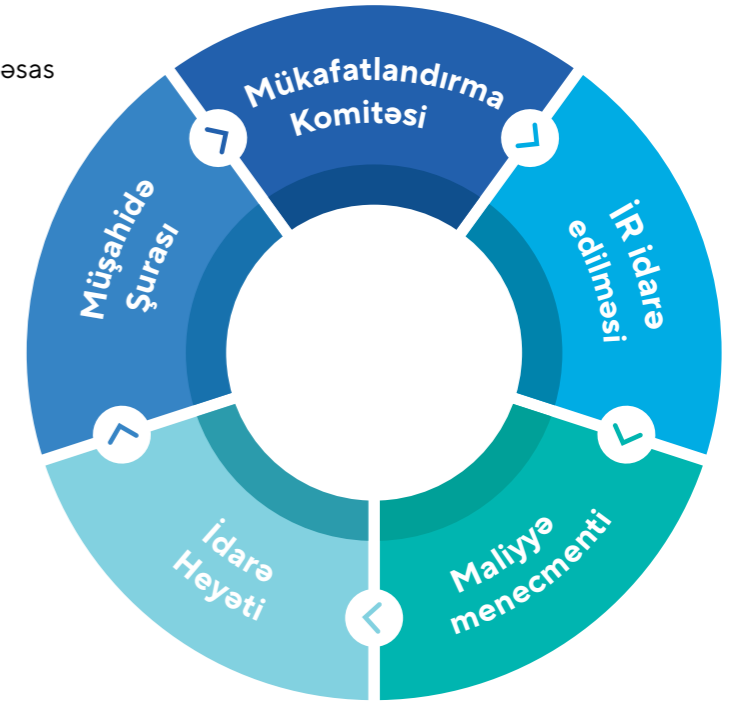 əsas
Mükafatlandırma
Komitəsi
İR idarə
edilməsi
Maliyyə
menecmenti
İdarə
Heyəti
Müşahidə
Şurası